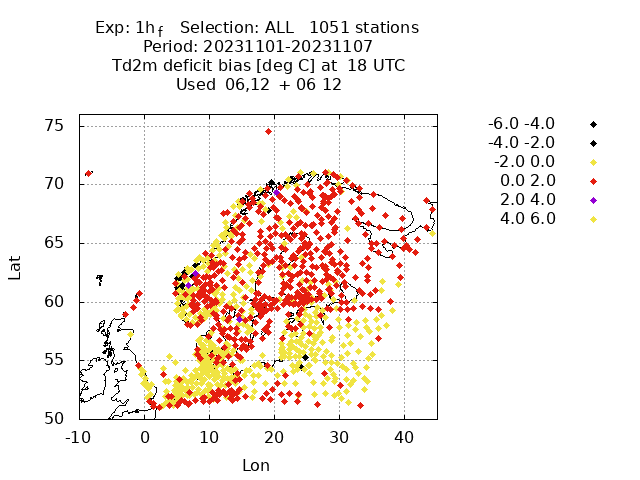 Exp: 1h f   Selection: ALL   1051 stations
Period: 20231101-20231107
Td2m deficit bias [deg C] at  18 UTC
Used  06,12  + 06 12
-6.0 -4.0
-4.0 -2.0
-2.0 0.0
0.0 2.0
2.0 4.0
4.0 6.0
75
70
65
60
55
50
Lat
-10 0 10 20 30 40
Lon